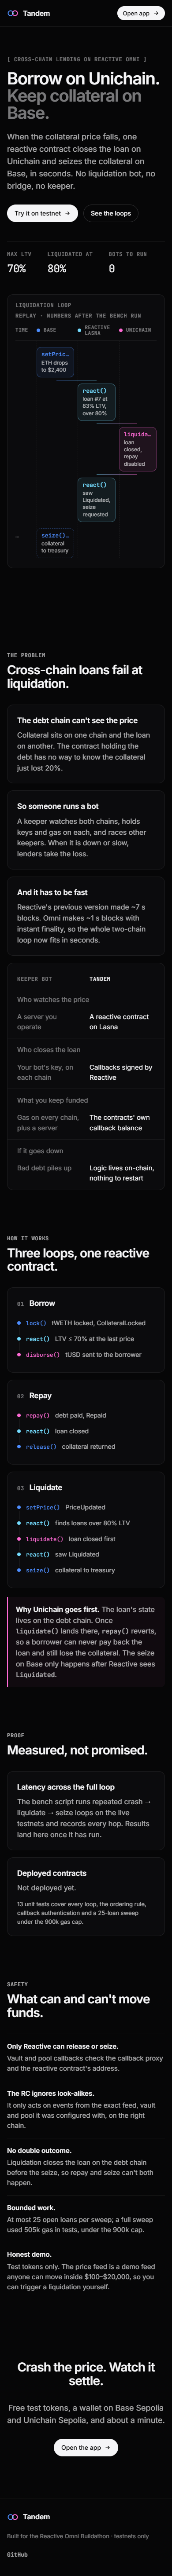 Tandem
Open app →
[ CROSS-CHAIN LENDING ON REACTIVE OMNI ]
Borrow on Unichain.
Keep collateral on
Base.
When the collateral price falls, one
reactive contract closes the loan on
Unichain and seizes the collateral on
Base, in seconds. No liquidation bot, no
bridge, no keeper.
Try it on testnet →
See the loops
MAX LTV
70%
LIQUIDATED AT
80%
BOTS TO RUN
0
LIQUIDATION LOOP
REPLAY · NUMBERS AFTER THE BENCH RUN
TIME
BASE
REACTIVE
LASNA
UNICHAIN
setPric…
ETH drops
to $2,400
react()
loan #7 at
83% LTV,
over 80%
liquida…
loan
closed,
repay
disabled
react()
saw
Liquidated,
seize
requested
…
seize()…
collateral
to treasury
THE PROBLEM
Cross-chain loans fail at
liquidation.
The debt chain can't see the price
Collateral sits on one chain and the loan
on another. The contract holding the
debt has no way to know the collateral
just lost 20%.
So someone runs a bot
A keeper watches both chains, holds
keys and gas on each, and races other
keepers. When it is down or slow,
lenders take the loss.
And it has to be fast
Reactive's previous version made ~7 s
blocks. Omni makes ~1 s blocks with
instant finality, so the whole two-chain
loop now fits in seconds.
KEEPER BOT
TANDEM
Who watches the price
A server you
operate
A reactive contract
on Lasna
Who closes the loan
Your bot's key, on
each chain
Callbacks signed by
Reactive
What you keep funded
Gas on every chain,
plus a server
The contracts' own
callback balance
If it goes down
Bad debt piles up
Logic lives on-chain,
nothing to restart
HOW IT WORKS
Three loops, one reactive
contract.
01 Borrow
lock() tWETH locked, CollateralLocked
react() LTV ≤ 70% at the last price
disburse() tUSD sent to the borrower
02 Repay
repay() debt paid, Repaid
react() loan closed
release() collateral returned
03 Liquidate
setPrice() PriceUpdated
react() finds loans over 80% LTV
liquidate() loan closed first
react() saw Liquidated
seize() collateral to treasury
Why Unichain goes first. The loan's state
lives on the debt chain. Once
liquidate() lands there, repay() reverts,
so a borrower can never pay back the
loan and still lose the collateral. The seize
on Base only happens after Reactive sees
Liquidated.
PROOF
Measured, not promised.
Latency across the full loop
The bench script runs repeated crash →
liquidate → seize loops on the live
testnets and records every hop. Results
land here once it has run.
Deployed contracts
Not deployed yet.
13 unit tests cover every loop, the ordering rule,
callback authentication and a 25-loan sweep
under the 900k gas cap.
SAFETY
What can and can't move
funds.
Only Reactive can release or seize.
Vault and pool callbacks check the callback proxy
and the reactive contract's address.
The RC ignores look-alikes.
It only acts on events from the exact feed, vault
and pool it was configured with, on the right
chain.
No double outcome.
Liquidation closes the loan on the debt chain
before the seize, so repay and seize can't both
happen.
Bounded work.
At most 25 open loans per sweep; a full sweep
used 505k gas in tests, under the 900k cap.
Honest demo.
Test tokens only. The price feed is a demo feed
anyone can move inside $100–$20,000, so you
can trigger a liquidation yourself.
Crash the price. Watch it
settle.
Free test tokens, a wallet on Base Sepolia
and Unichain Sepolia, and about a minute.
Open the app →
Tandem
Built for the Reactive Omni Buildathon · testnets only
GitHub